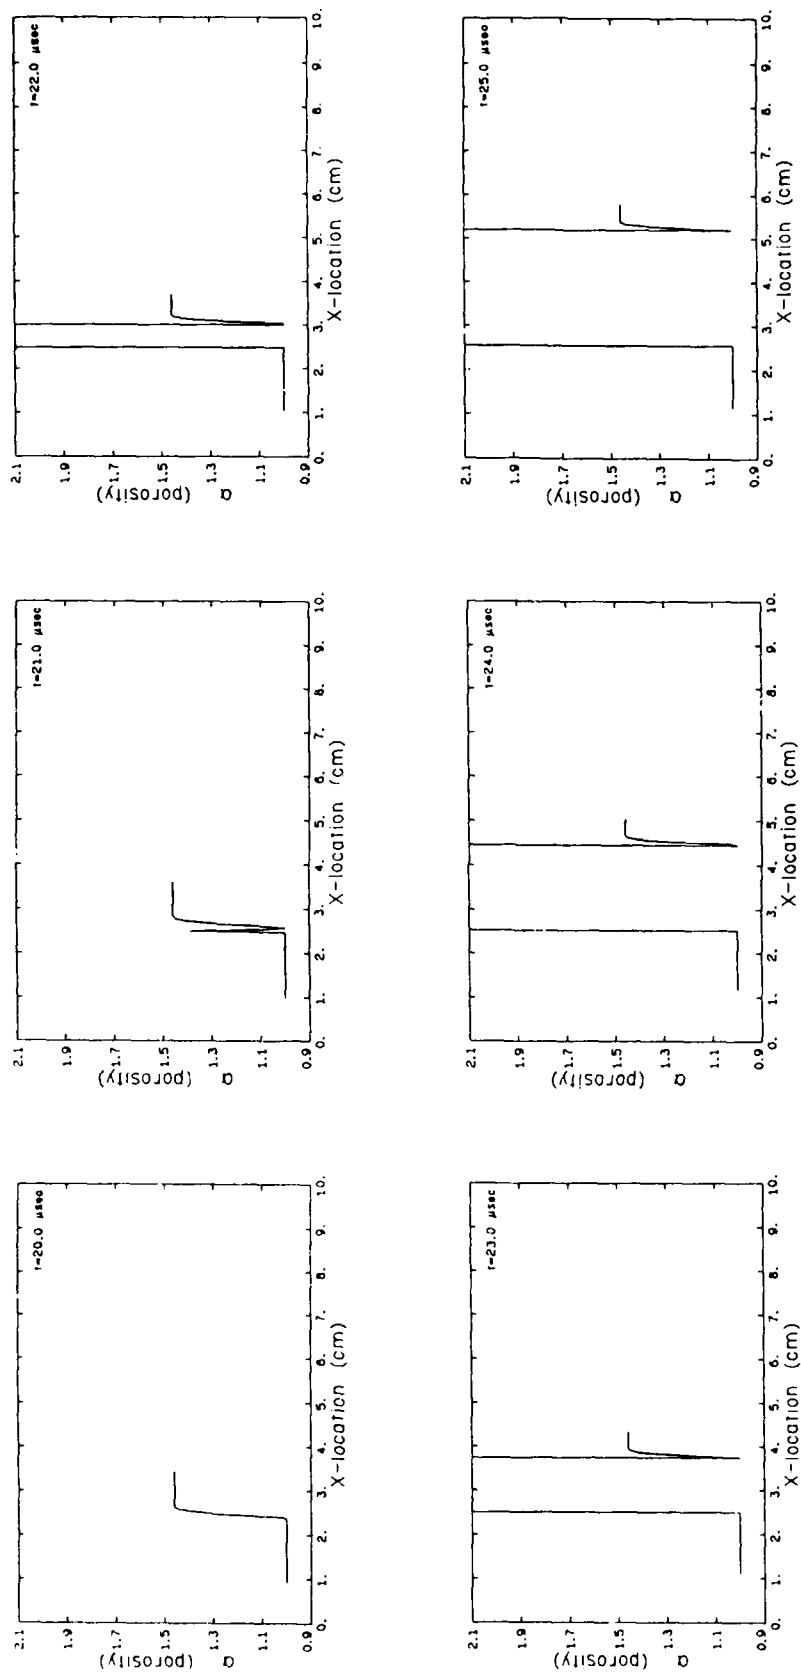 t=20.0 μsec
2.1
1.9
1.7
1.5
1.3
1.1
0.9
α (porosity)
0. 1. 2. 3. 4. 5. 6. 7. 8. 9. 10.
X-location (cm)
t=21.0 μsec
2.1
1.9
1.7
1.5
1.3
1.1
0.9
α (porosity)
0. 1. 2. 3. 4. 5. 6. 7. 8. 9. 10.
X-location (cm)
t=22.0 μsec
2.1
1.9
1.7
1.5
1.3
1.1
0.9
α (porosity)
0. 1. 2. 3. 4. 5. 6. 7. 8. 9. 10.
X-location (cm)
t=23.0 μsec
2.1
1.9
1.7
1.5
1.3
1.1
0.9
α (porosity)
0. 1. 2. 3. 4. 5. 6. 7. 8. 9. 10.
X-location (cm)
t=24.0 μsec
2.1
1.9
1.7
1.5
1.3
1.1
0.9
α (porosity)
0. 1. 2. 3. 4. 5. 6. 7. 8. 9. 10.
X-location (cm)
t=25.0 μsec
2.1
1.9
1.7
1.5
1.3
1.1
0.9
α (porosity)
0. 1. 2. 3. 4. 5. 6. 7. 8. 9. 10.
X-location (cm)